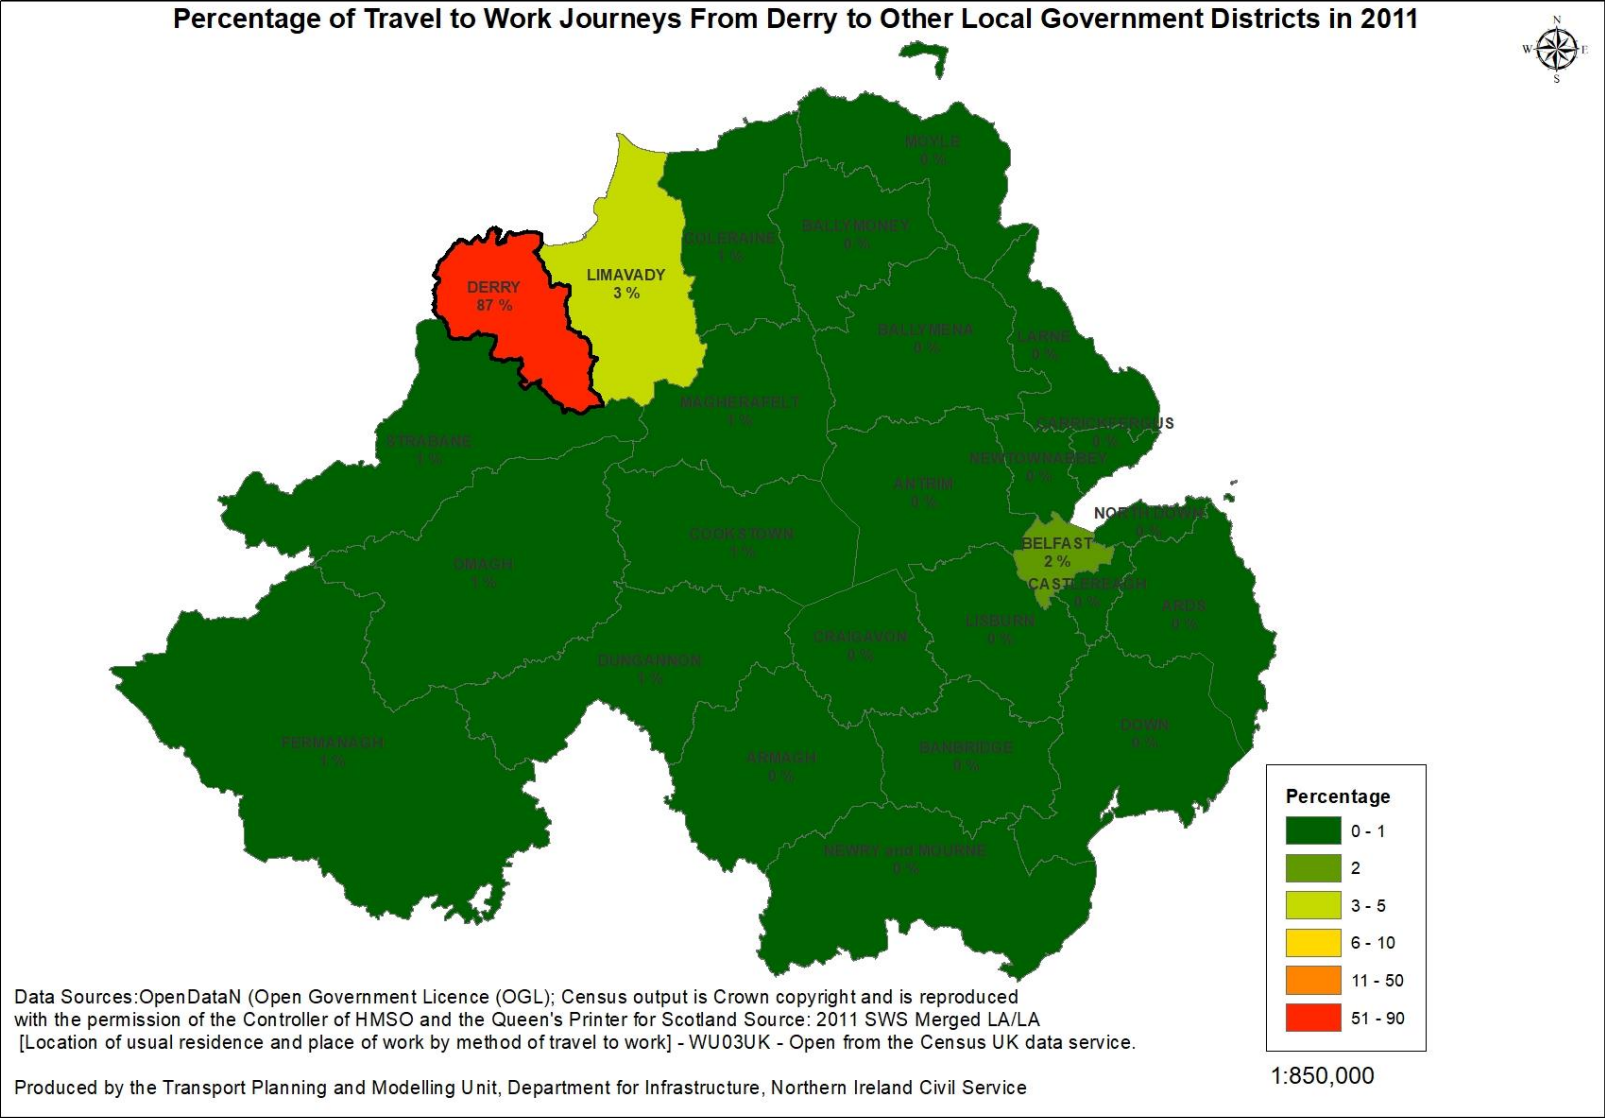 Percentage of Travel to Work Journeys From Derry to Other Local Government Districts in 2011
N
W E
S
MOYLE
0 %
COLERAINE
1 %
BALLYMONEY
0 %
LIMAVADY
3 %
DERRY
87 %
BALLYMENA
0 %
LARNE
0 %
MAGHERAFELT
1 %
CARRICKFERGUS
0 %
STRABANE
1 %
NEWTOWNABBEY
0 %
ANTRIM
0 %
NORTH DOWN
0 %
COOKSTOWN
1 %
BELFAST
2 %
OMAGH
1 %
CASTLEREAGH
0 %
ARDS
0 %
LISBURN
0 %
CRAIGAVON
0 %
DUNGANNON
1 %
DOWN
0 %
FERMANAGH
1 %
BANBRIDGE
0 %
ARMAGH
0 %
NEWRY and MOURNE
0 %
Percentage
0 - 1
2
3 - 5
6 - 10
11 - 50
51 - 90
1:850,000
Data Sources:OpenDataN (Open Government Licence (OGL); Census output is Crown copyright and is reproduced
with the permission of the Controller of HMSO and the Queen's Printer for Scotland Source: 2011 SWS Merged LA/LA
[Location of usual residence and place of work by method of travel to work] - WU03UK - Open from the Census UK data service.
Produced by the Transport Planning and Modelling Unit, Department for Infrastructure, Northern Ireland Civil Service